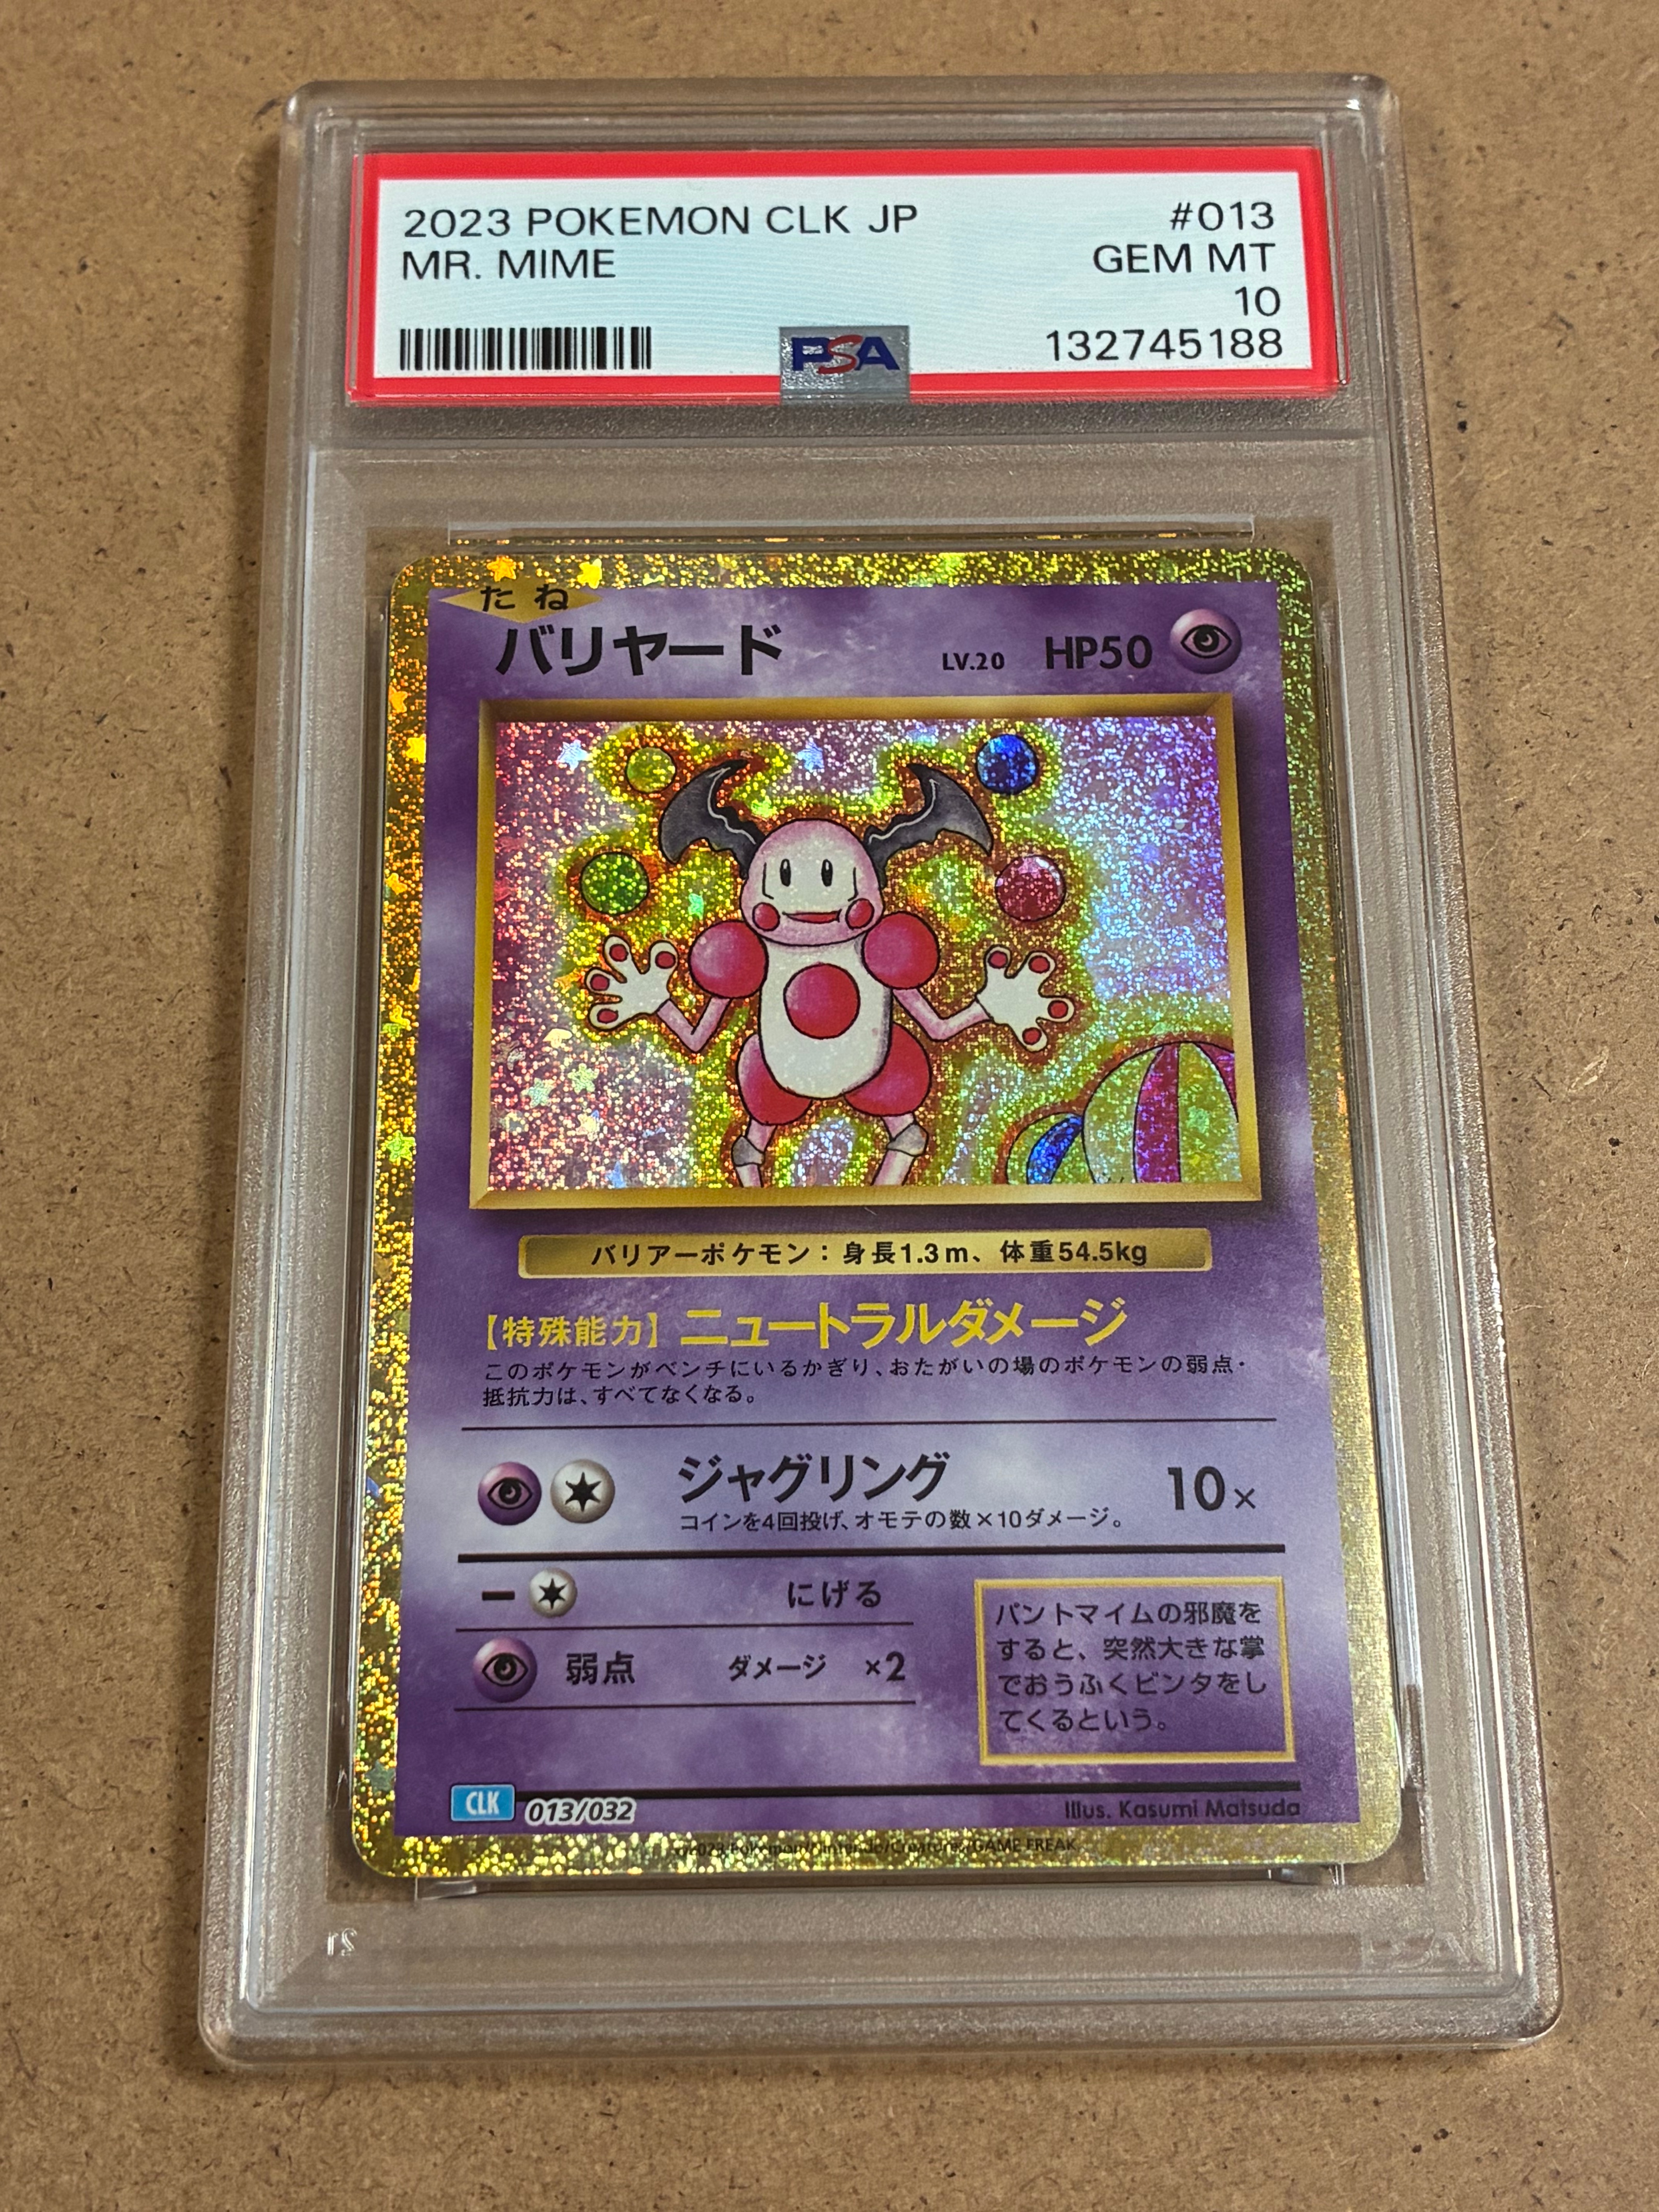 2023 POKEMON CLK JP #013
MR. MIME GEM MT
10
PSA 132745188
たね
バリヤード LV.20 HP50
バリアーポケモン：身長1.3m、体重54.5kg
【特殊能力】ニュートラルダメージ
このポケモンがベンチにいるかぎり、おたがいの場のポケモンの弱点・
抵抗力は、すべてなくなる。
ジャグリング 10×
コインを4回投げ、オモテの数×10ダメージ。
− にげる
弱点 ダメージ ×2
パントマイムの邪魔を
すると、突然大きな掌
でおうふくビンタをし
てくるという。
CLK 013/032 Illus. Kasumi Matsuda
©2023 Pokémon/Nintendo/Creatures/GAME FREAK